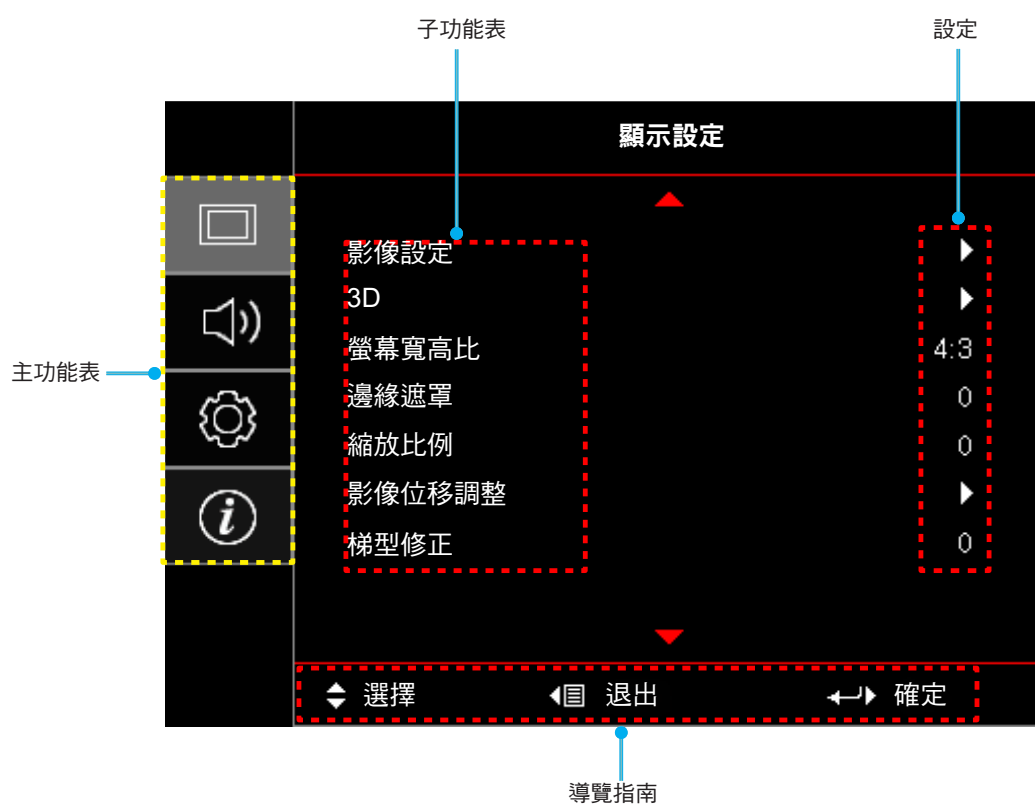 子功能表
設定
顯示設定
影像設定
3D
螢幕寬高比
4:3
主功能表
邊緣遮罩
0
縮放比例
0
影像位移調整
梯型修正
0
選擇
退出
確定
導覽指南